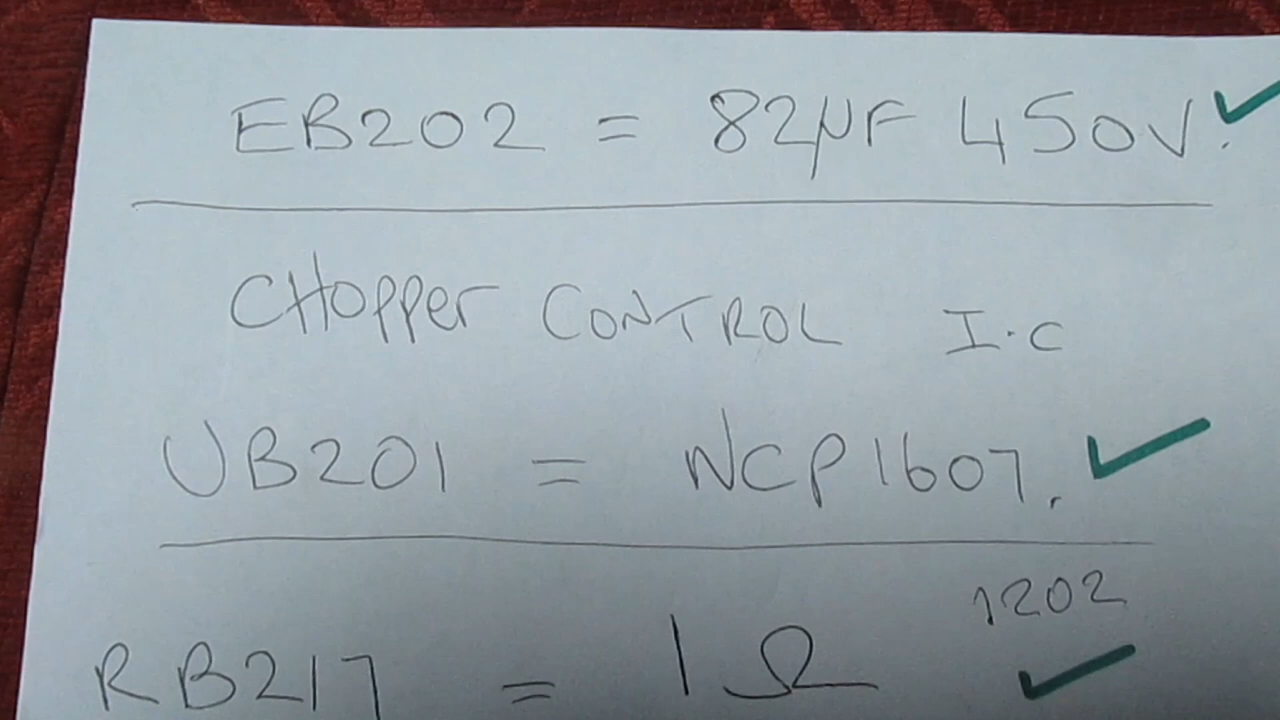 EB202 = 82µF 450V.
CHOPPER CONTROL I.C
UB201 = NCP1607.
1202
RB217 = 1Ω